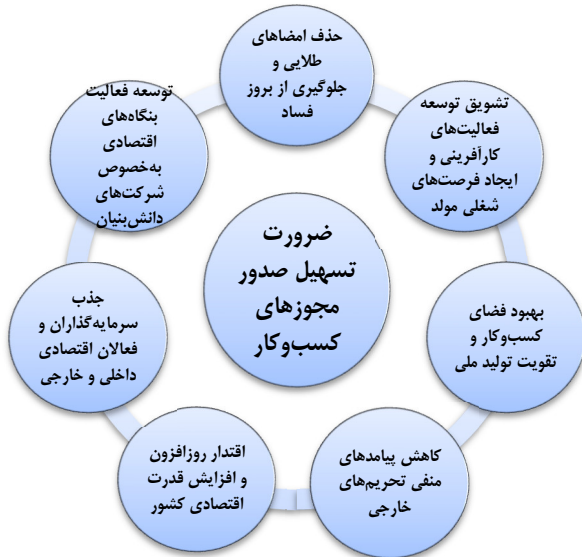 ضرورت
تسهیل صدور
مجوزهای
کسب‌وکار
حذف امضاهای
طلایی و
جلوگیری از بروز
فساد
تشویق توسعه
فعالیت‌های
کارآفرینی و
ایجاد فرصت‌های
شغلی مولد
بهبود فضای
کسب‌وکار و
تقویت تولید ملی
کاهش پیامدهای
منفی تحریم‌های
خارجی
اقتدار روزافزون
و افزایش قدرت
اقتصادی کشور
جذب
سرمایه‌گذاران و
فعالان اقتصادی
داخلی و خارجی
توسعه فعالیت
بنگاه‌های
اقتصادی
به‌خصوص
شرکت‌های
دانش‌بنیان